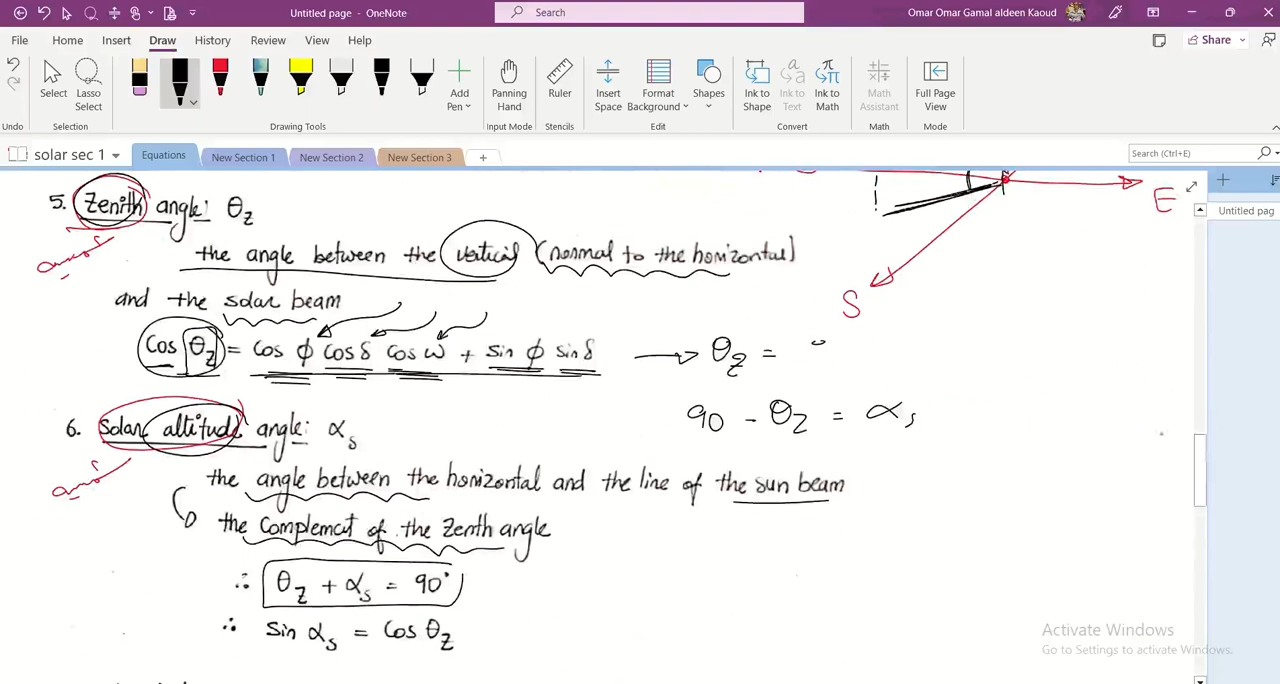 Untitled page - OneNote
Search
Omar Omar Gamal aldeen Kaoud
File Home Insert Draw History Review View Help
Share
Select
Lasso Select
Add Pen
Panning Hand
Ruler
Insert Space
Format Background
Shapes
Ink to Shape
Ink to Text
Ink to Math
Math Assistant
Full Page View
Undo
Selection
Drawing Tools
Input Mode
Stencils
Edit
Convert
Math
Mode
solar sec 1
Equations
New Section 1
New Section 2
New Section 3
Search (Ctrl+E)
Untitled page
E
S
5. Zenith angle: θz
the angle between the vertical (normal to the horizontal)
and the solar beam
Cos θz = cos ϕ cos δ cos ω + sin ϕ sin δ → θz = °
90 - θz = αs
6. Solar altitude angle: αs
the angle between the horizontal and the line of the sun beam
the Complemat of the Zenth angle
∴ θz + αs = 90°
∴ Sin αs = Cos θz
Activate Windows
Go to Settings to activate Windows.